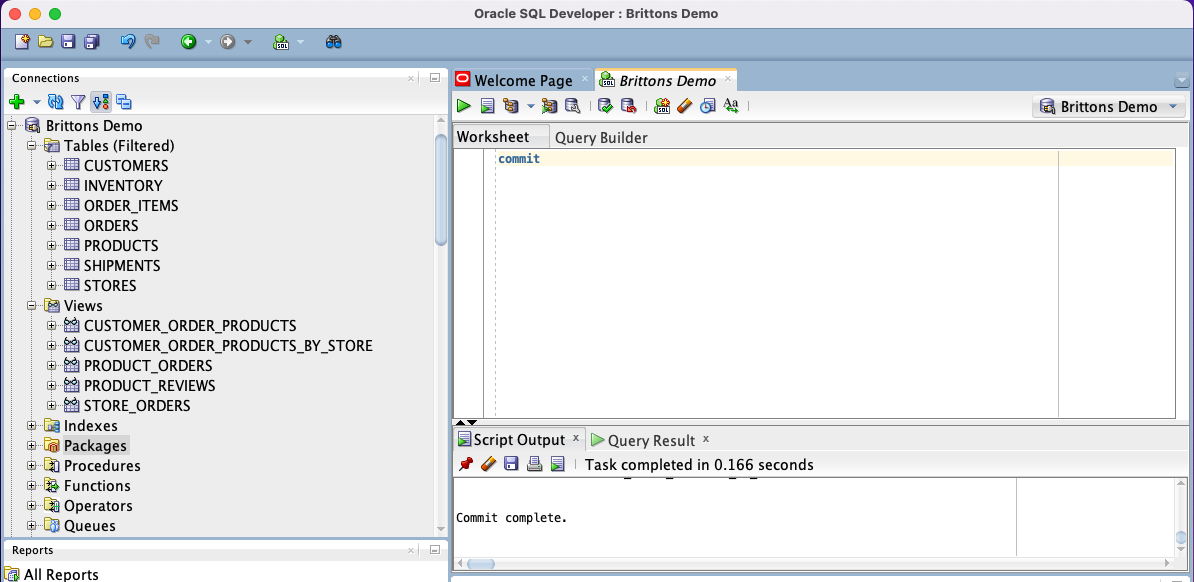 Oracle SQL Developer : Brittons Demo
Connections
Brittons Demo
Tables (Filtered)
CUSTOMERS
INVENTORY
ORDER_ITEMS
ORDERS
PRODUCTS
SHIPMENTS
STORES
Views
CUSTOMER_ORDER_PRODUCTS
CUSTOMER_ORDER_PRODUCTS_BY_STORE
PRODUCT_ORDERS
PRODUCT_REVIEWS
STORE_ORDERS
Indexes
Packages
Procedures
Functions
Operators
Queues
Reports
All Reports
Welcome Page
Brittons Demo
Brittons Demo
Worksheet
Query Builder
commit
Script Output
Query Result
Task completed in 0.166 seconds
Commit complete.